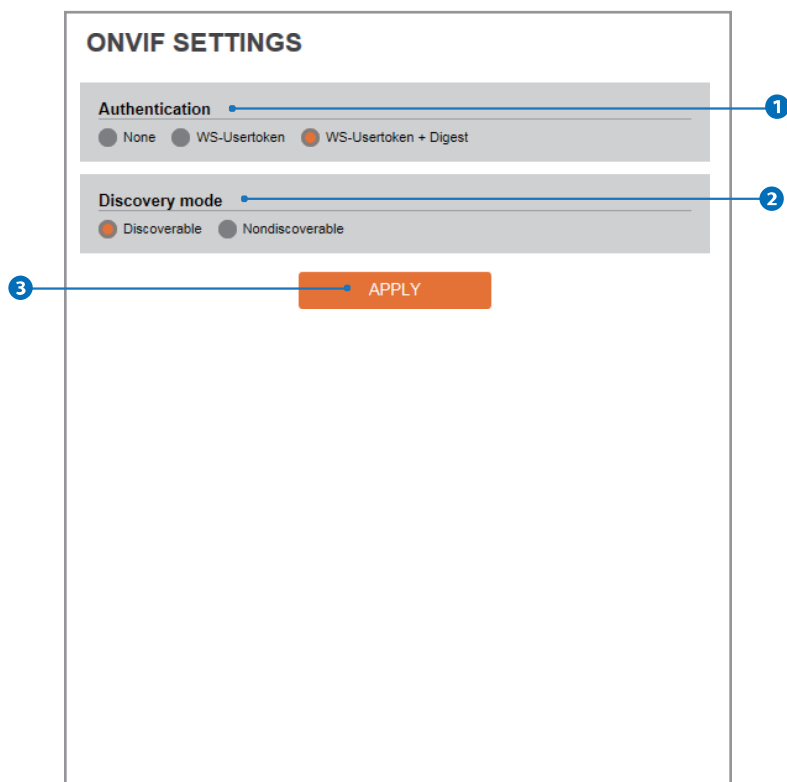 ONVIF SETTINGS
Authentication
1
None WS-Usertoken WS-Usertoken + Digest
Discovery mode
2
Discoverable Nondiscoverable
3
APPLY